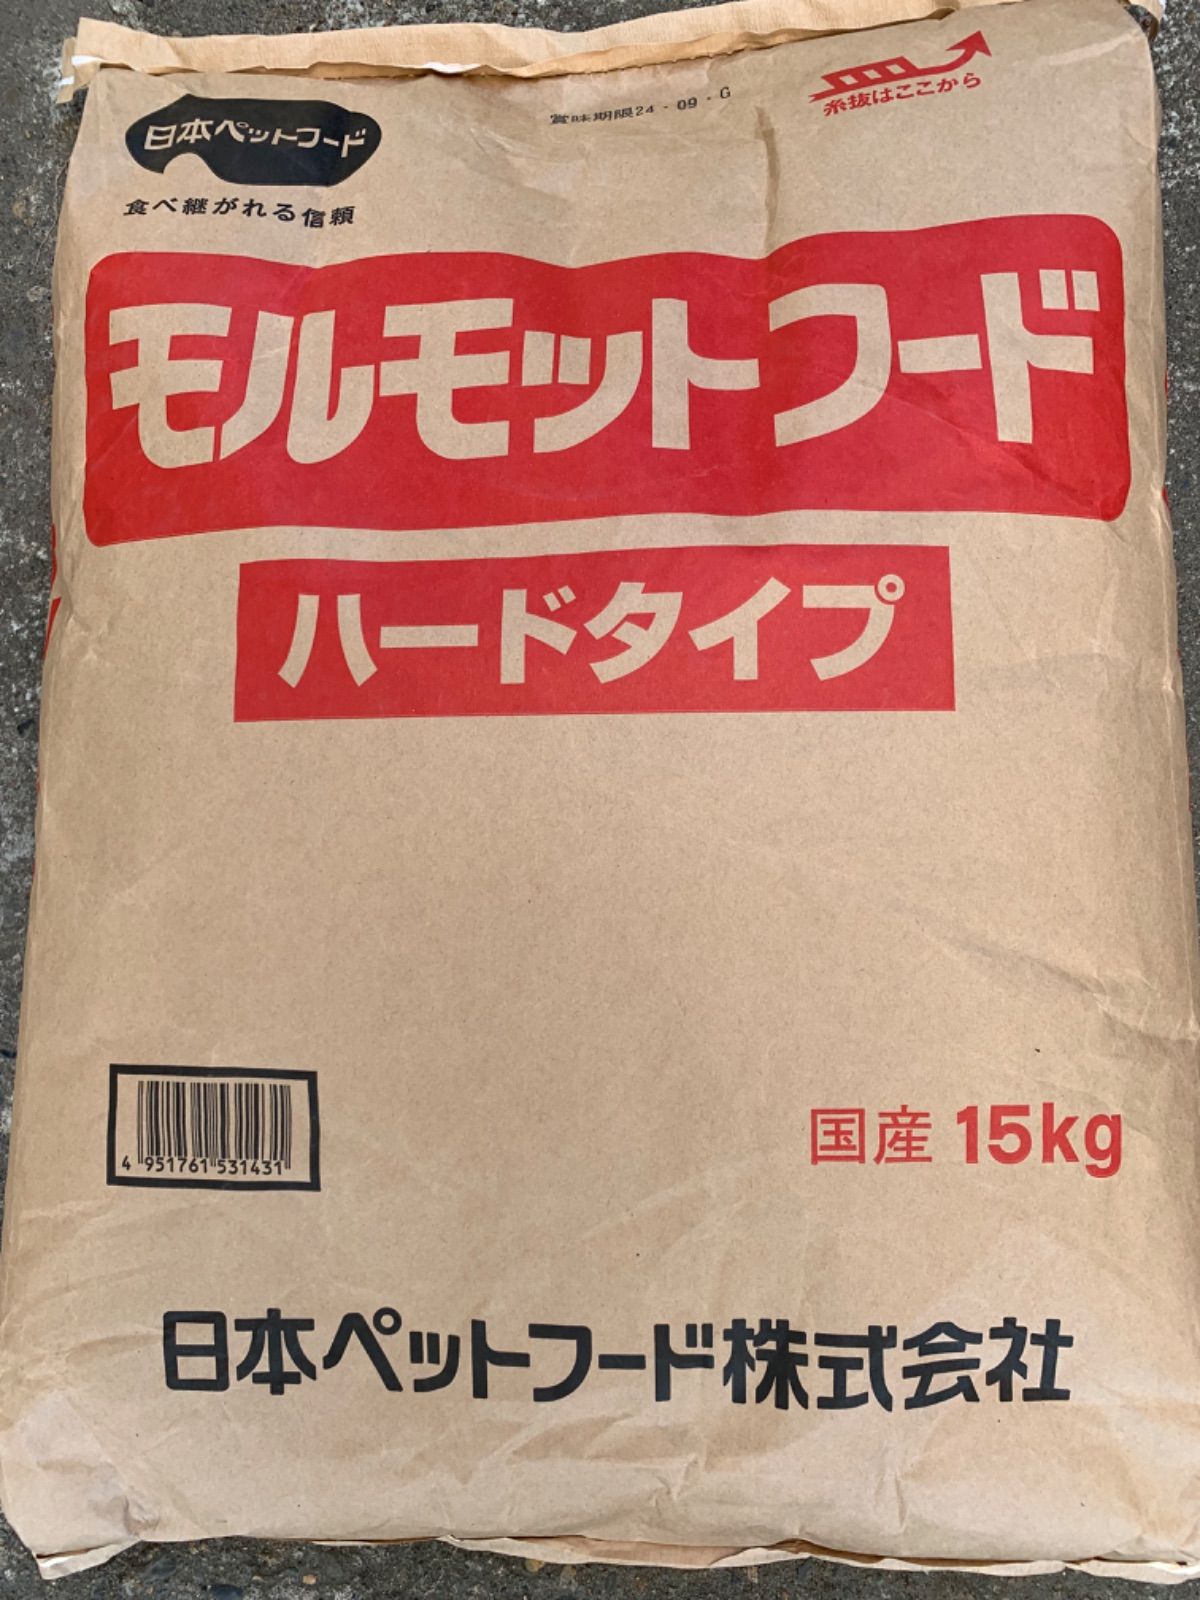 日本ペットフード
食べ継がれる信頼
賞味期限24・09・G
糸抜はここから
モルモットフード
ハードタイプ
4 951761 531431
国産 15kg
日本ペットフード株式会社